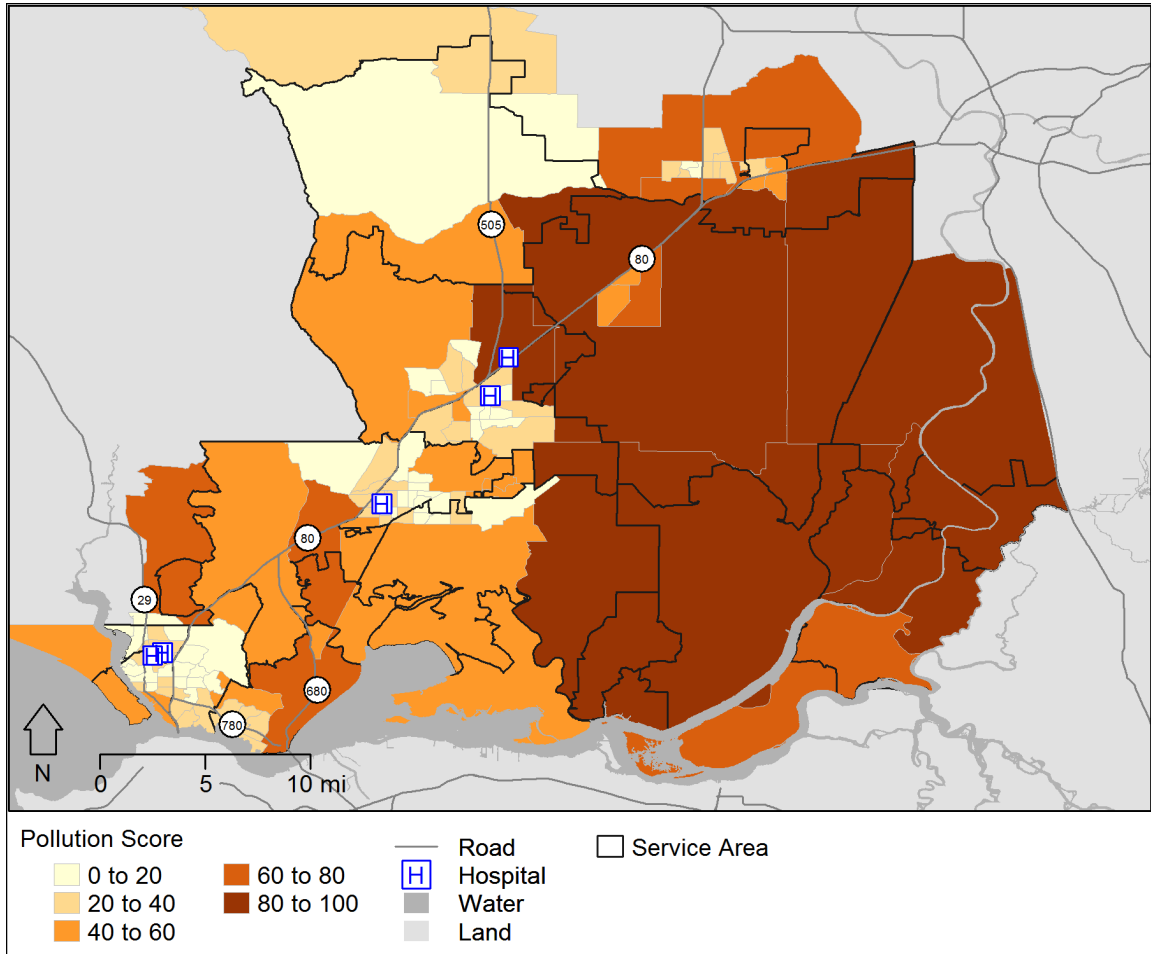 505
80
H
H
H
80
29
H H
680
780
N
0 5 10 mi
Pollution Score
0 to 20
20 to 40
40 to 60
60 to 80
80 to 100
Road
H Hospital
Water
Land
Service Area